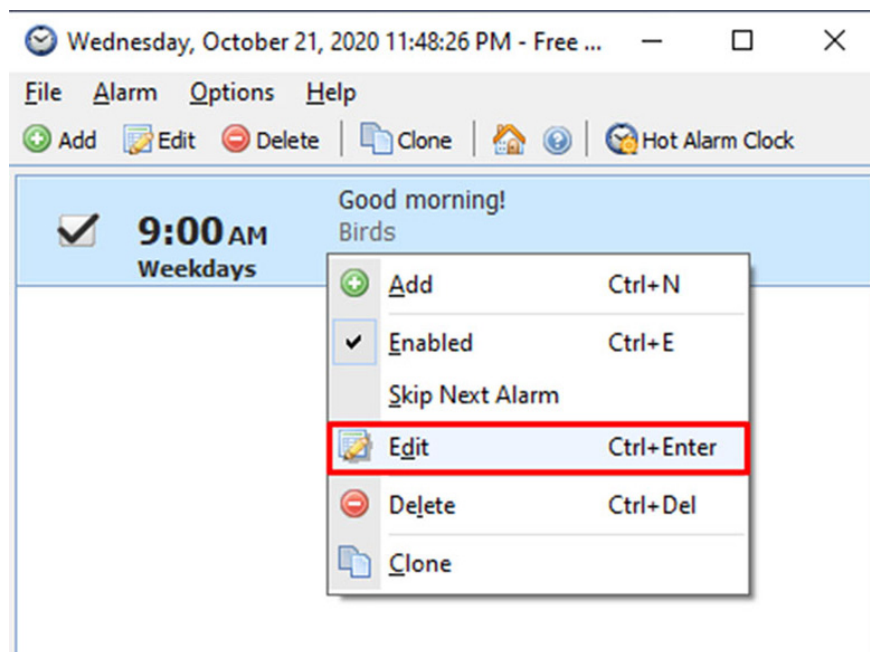 Wednesday, October 21, 2020 11:48:26 PM - Free ...
File Alarm Options Help
Add Edit Delete Clone Hot Alarm Clock
Good morning!
9:00 AM Birds
Weekdays
Add Ctrl+N
Enabled Ctrl+E
Skip Next Alarm
Edit Ctrl+Enter
Delete Ctrl+Del
Clone